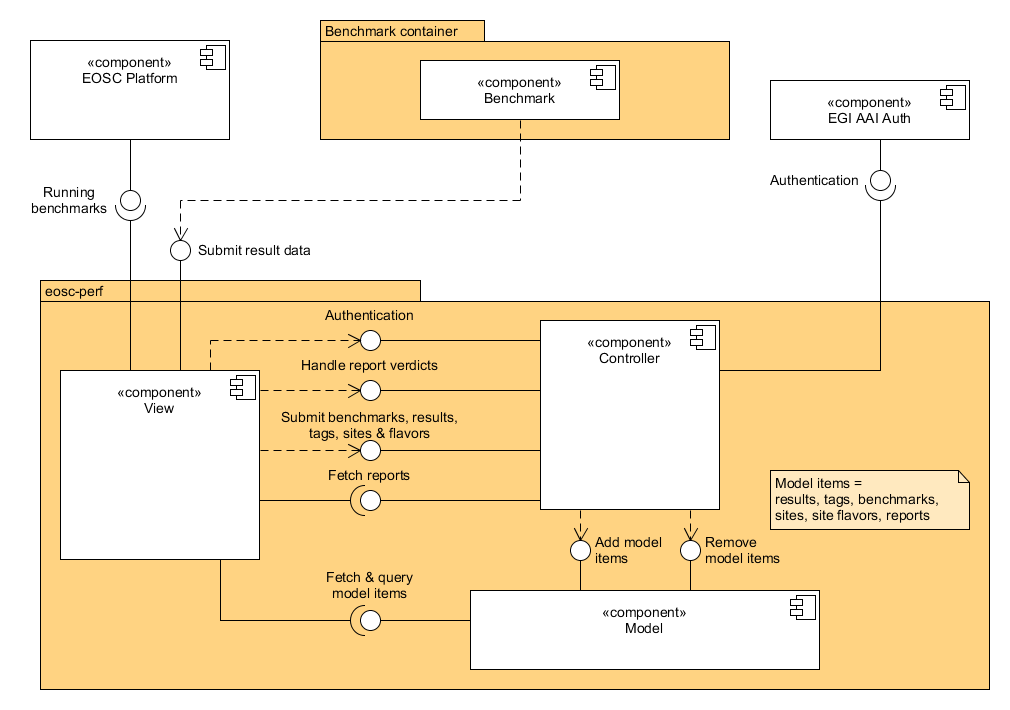 Benchmark container
«component»
EOSC Platform
«component»
Benchmark
«component»
EGI AAI Auth
Running
benchmarks
Authentication
Submit result data
eosc-perf
Authentication
«component»
Controller
Handle report verdicts
«component»
View
Submit benchmarks, results,
tags, sites & flavors
Fetch reports
Model items =
results, tags, benchmarks,
sites, site flavors, reports
Add model
items
Remove
model items
Fetch & query
model items
«component»
Model